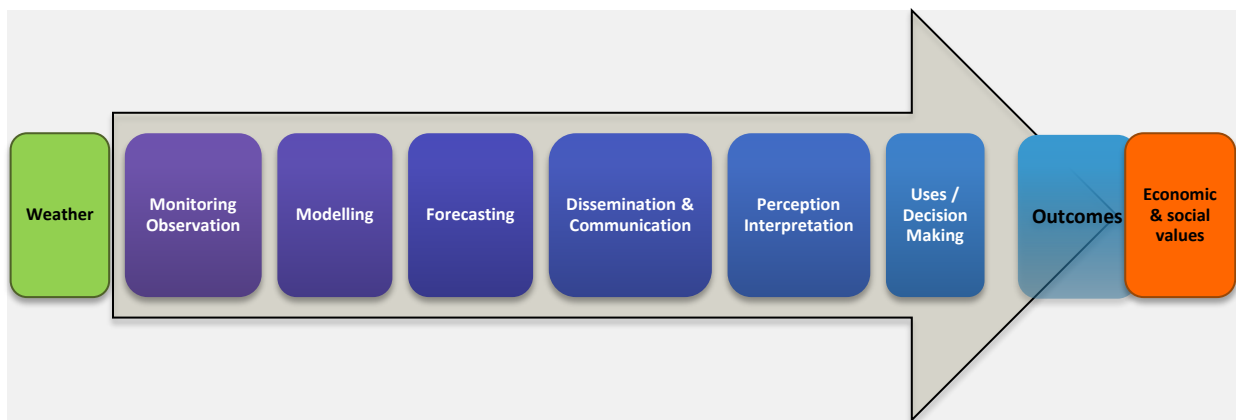 Weather
Monitoring
Observation
Modelling
Forecasting
Dissemination &
Communication
Perception
Interpretation
Uses /
Decision
Making
Outcomes
Economic
& social
values